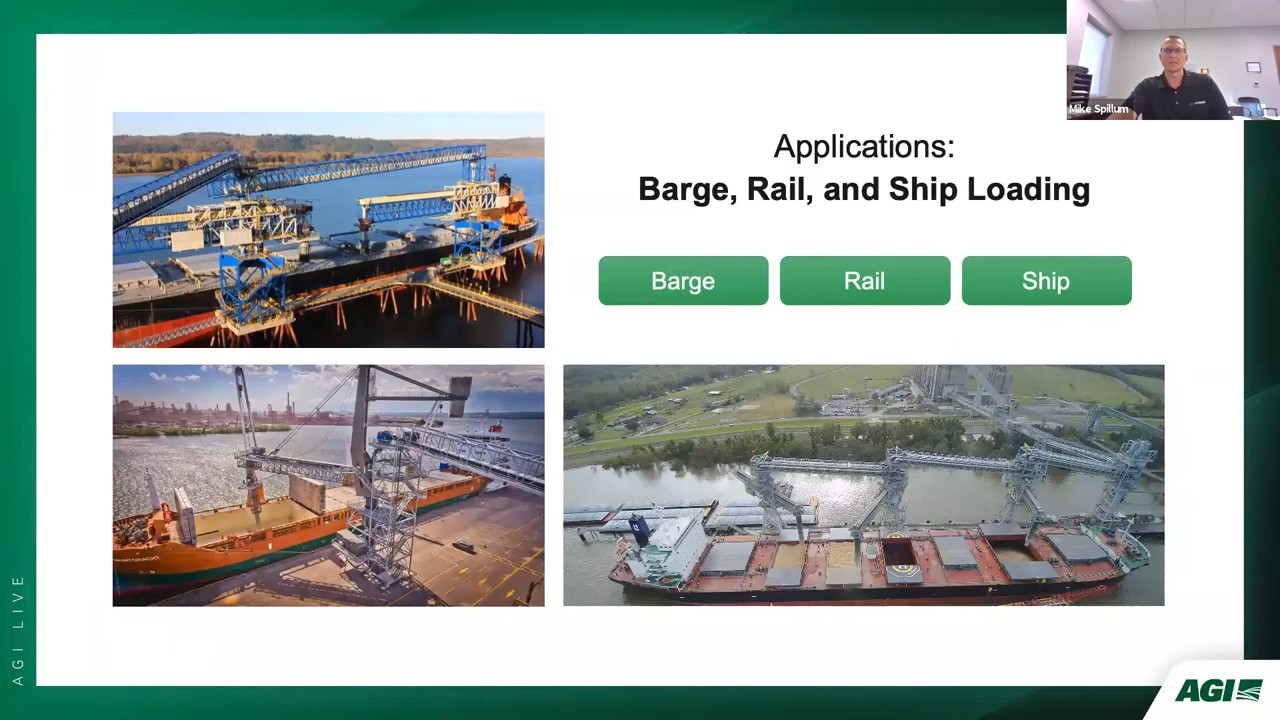 Mike Spillum
Applications:
Barge, Rail, and Ship Loading
Barge
Rail
Ship
AGI LIVE
AGI